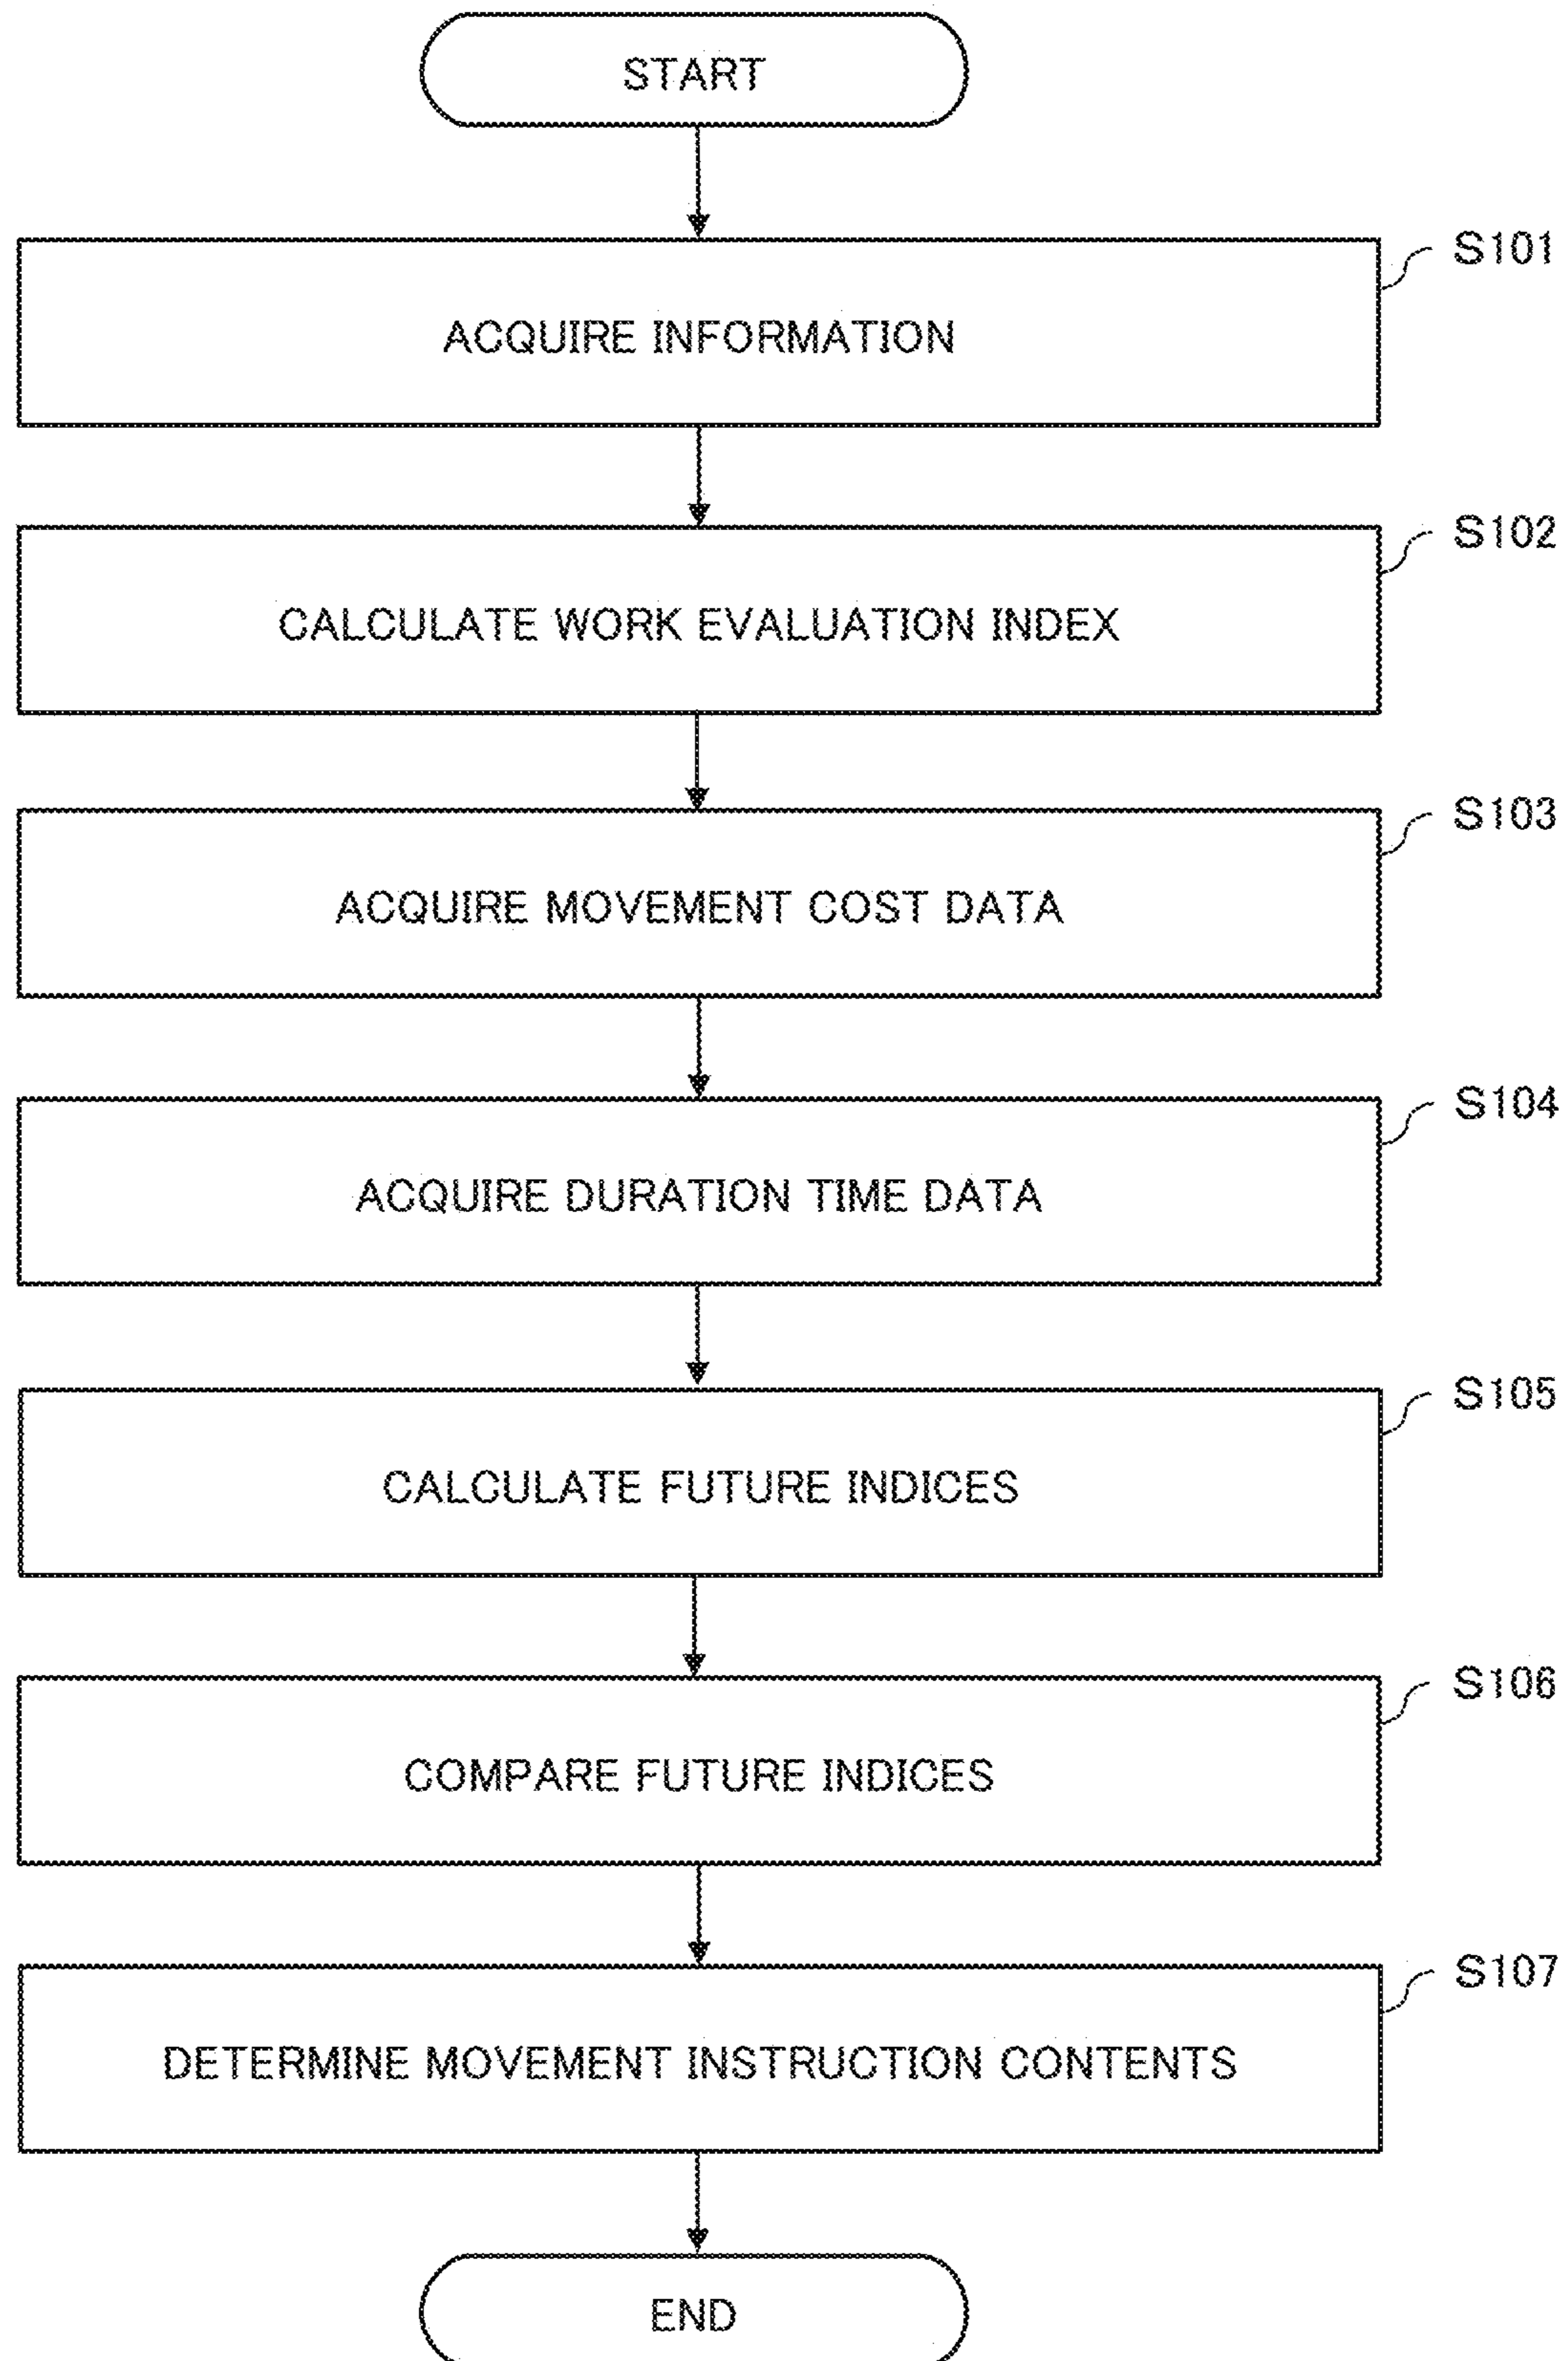 START
S101
ACQUIRE INFORMATION
S102
CALCULATE WORK EVALUATION INDEX
S103
ACQUIRE MOVEMENT COST DATA
S104
ACQUIRE DURATION TIME DATA
S105
CALCULATE FUTURE INDICES
S106
COMPARE FUTURE INDICES
S107
DETERMINE MOVEMENT INSTRUCTION CONTENTS
END